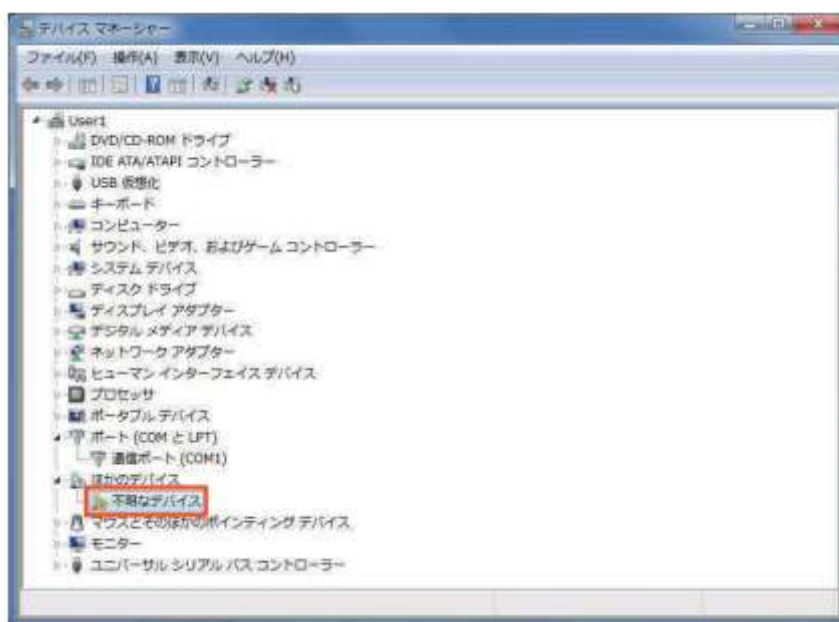 デバイス マネージャー
ファイル(F) 操作(A) 表示(V) ヘルプ(H)
User1
DVD/CD-ROM ドライブ
IDE ATA/ATAPI コントローラー
USB 仮想化
キーボード
コンピューター
サウンド、ビデオ、およびゲーム コントローラー
システム デバイス
ディスク ドライブ
ディスプレイ アダプター
デジタル メディア デバイス
ネットワーク アダプター
ヒューマン インターフェイス デバイス
プロセッサ
ポータブル デバイス
ポート (COM と LPT)
通信ポート (COM1)
ほかのデバイス
不明なデバイス
マウスとそのほかのポインティング デバイス
モニター
ユニバーサル シリアル バス コントローラー